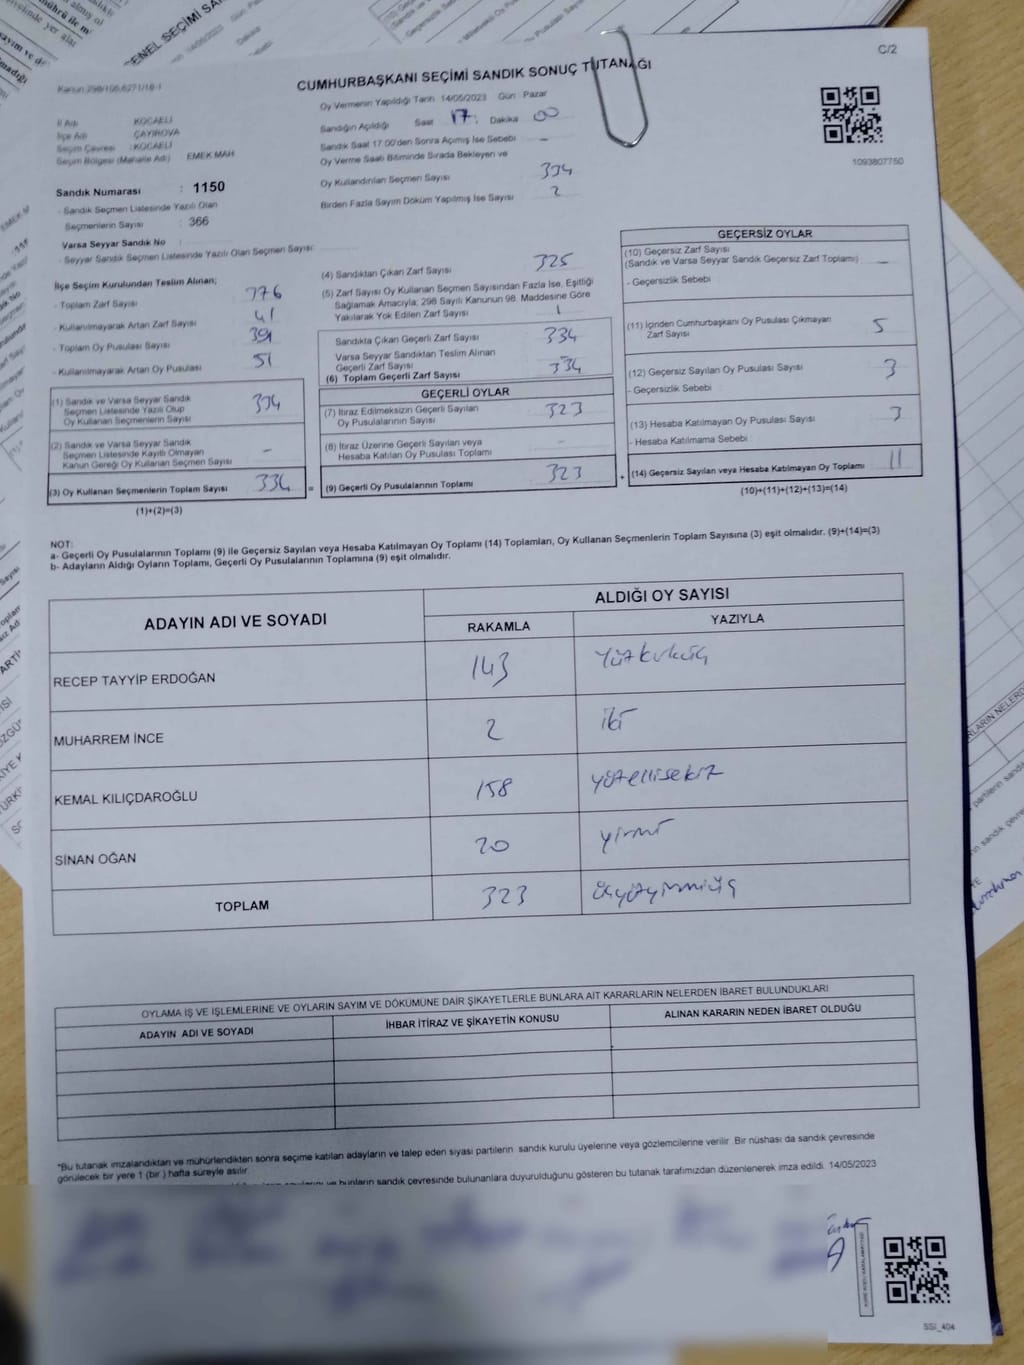 C/2
CUMHURBAŞKANI SEÇİMİ SANDIK SONUÇ TUTANAĞI
Oy Vermenin Yapıldığı Tarih 14/05/2023 Gün : Pazar
İl Adı KOCAELİ
İlçe Adı ÇAYIROVA
Seçim Çevresi : KOCAELİ
Seçim Bölgesi (Mahalle Adı) EMEK MAH
Sandık Numarası : 1150
- Sandık Seçmen Listesinde Yazılı Olan
Seçmenlerin Sayısı : 366
Varsa Seyyar Sandık No
- Seyyar Sandık Seçmen Listesinde Yazılı Olan Seçmen Sayısı
Sandığın Açıldığı Saat 17: Dakika 00
Sandık Saat 17.00'den Sonra Açılmış İse Sebebi -
Oy Verme Saati Bitiminde Sırada Bekleyen ve
Oy Kullandırılan Seçmen Sayısı 334
Birden Fazla Sayım Döküm Yapılmış İse Sayısı 2
1093807750
İlçe Seçim Kurulundan Teslim Alınan;
- Toplam Zarf Sayısı 376
- Kullanılmayarak Artan Zarf Sayısı 41
- Toplam Oy Pusulası Sayısı 391
- Kullanılmayarak Artan Oy Pusulası 51
(1) Sandık ve Varsa Seyyar Sandık
Seçmen Listesinde Yazılı Olup
Oy Kullanan Seçmenlerin Sayısı 334
(2) Sandık ve Varsa Seyyar Sandık
Seçmen Listesinde Kayıtlı Olmayan
Kanun Gereği Oy Kullanan Seçmen Sayısı -
(3) Oy Kullanan Seçmenlerin Toplam Sayısı 334 =
(1)+(2)=(3)
(4) Sandıktan Çıkan Zarf Sayısı 325
(5) Zarf Sayısı Oy Kullanan Seçmen Sayısından Fazla İse, Eşitliği
Sağlamak Amacıyla; 298 Sayılı Kanunun 98. Maddesine Göre
Yakılarak Yok Edilen Zarf Sayısı 1
Sandıkta Çıkan Geçerli Zarf Sayısı 334
Varsa Seyyar Sandıktan Teslim Alınan
Geçerli Zarf Sayısı
(6) Toplam Geçerli Zarf Sayısı 334
GEÇERLİ OYLAR
(7) İtiraz Edilmeksizin Geçerli Sayılan
Oy Pusulalarının Sayısı 323
(8) İtiraz Üzerine Geçerli Sayılan veya
Hesaba Katılan Oy Pusulası Toplamı -
(9) Geçerli Oy Pusulalarının Toplamı 323 +
GEÇERSİZ OYLAR
(10) Geçersiz Zarf Sayısı
(Sandık ve Varsa Seyyar Sandık Geçersiz Zarf Toplamı) -
- Geçersizlik Sebebi
(11) İçinden Cumhurbaşkanı Oy Pusulası Çıkmayan
Zarf Sayısı 5
(12) Geçersiz Sayılan Oy Pusulası Sayısı 3
- Geçersizlik Sebebi
(13) Hesaba Katılmayan Oy Pusulası Sayısı 3
- Hesaba Katılmama Sebebi :
(14) Geçersiz Sayılan veya Hesaba Katılmayan Oy Toplamı 11
(10)+(11)+(12)+(13)=(14)
NOT:
a- Geçerli Oy Pusulalarının Toplamı (9) ile Geçersiz Sayılan veya Hesaba Katılmayan Oy Toplamı (14) Toplamları, Oy Kullanan Seçmenlerin Toplam Sayısına (3) eşit olmalıdır. (9)+(14)=(3)
b- Adayların Aldığı Oyların Toplamı, Geçerli Oy Pusulalarının Toplamına (9) eşit olmalıdır.
ADAYIN ADI VE SOYADI ALDIĞI OY SAYISI
RAKAMLA YAZIYLA
RECEP TAYYİP ERDOĞAN 143 yüzkırküç
MUHARREM İNCE 2 iki
KEMAL KILIÇDAROĞLU 158 yüzellisekiz
SİNAN OĞAN 20 yirmi
TOPLAM 323 üçyüzyirmiüç
OYLAMA İŞ VE İŞLEMLERİNE VE OYLARIN SAYIM VE DÖKÜMÜNE DAİR ŞİKAYETLERLE BUNLARA AİT KARARLARIN NELERDEN İBARET BULUNDUKLARI
ADAYIN ADI VE SOYADI İHBAR İTİRAZ VE ŞİKAYETİN KONUSU ALINAN KARARIN NEDEN İBARET OLDUĞU
"Bu tutanak imzalandıktan ve mühürlendikten sonra seçime katılan adayların ve talep eden siyasi partilerin sandık kurulu üyelerine veya gözlemcilerine verilir. Bir nüshası da sandık çevresinde
görülecek bir yere 1 (bir ) hafta süreyle asılır.
ve bunların sandık çevresinde bulunanlara duyurulduğunu gösteren bu tutanak tarafımızdan düzenlenerek imza edildi. 14/05/2023
SSİ_404